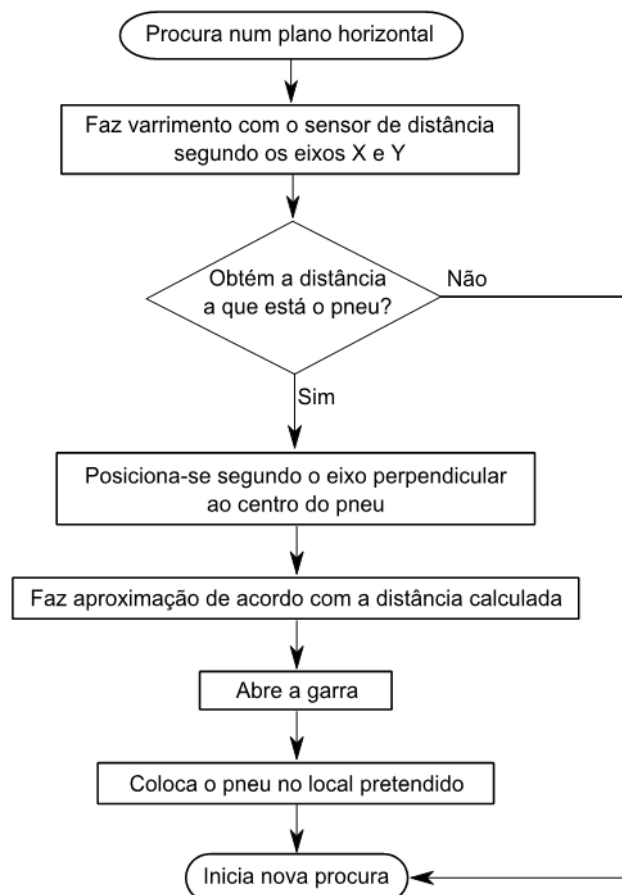 Procura num plano horizontal
Faz varrimento com o sensor de distância
segundo os eixos X e Y
Obtém a distância
a que está o pneu?
Não
Sim
Posiciona-se segundo o eixo perpendicular
ao centro do pneu
Faz aproximação de acordo com a distância calculada
Abre a garra
Coloca o pneu no local pretendido
Inicia nova procura